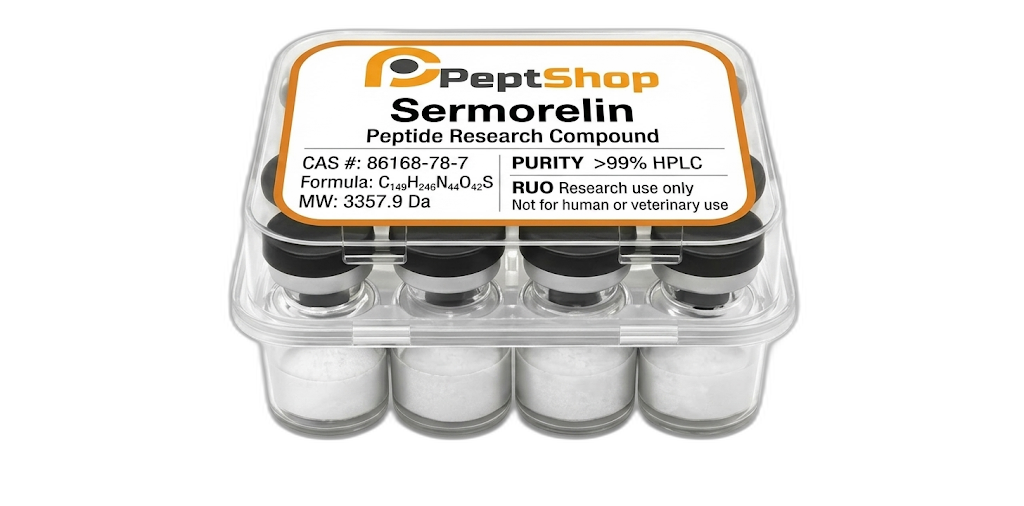 PeptShop
Sermorelin
Peptide Research Compound
CAS #: 86168-78-7
Formula: C₁₄₉H₂₄₆N₄₄O₄₂S
MW: 3357.9 Da
PURITY >99% HPLC
RUO Research use only
Not for human or veterinary use